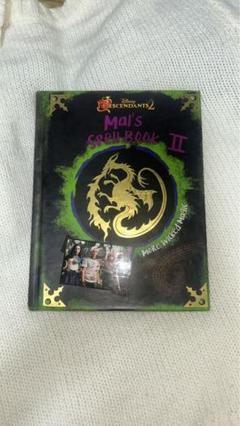 Disney
DESCENDANTS 2
Mal's
Spell Book II
More Wicked Magic